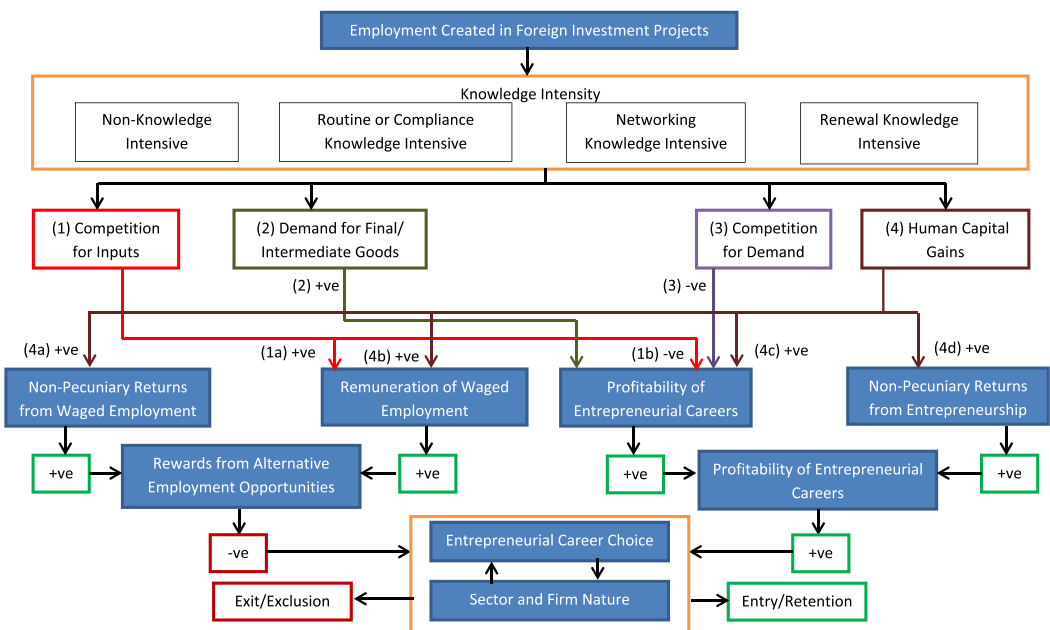 Employment Created in Foreign Investment Projects
Knowledge Intensity
Non-Knowledge
Intensive
Routine or Compliance
Knowledge Intensive
Networking
Knowledge Intensive
Renewal Knowledge
Intensive
(1) Competition
for Inputs
(2) Demand for Final/
Intermediate Goods
(3) Competition
for Demand
(4) Human Capital
Gains
(2) +ve
(3) -ve
(4a) +ve
(1a) +ve
(4b) +ve
(1b) -ve
(4c) +ve
(4d) +ve
Non-Pecuniary Returns
from Waged Employment
Remuneration of Waged
Employment
Profitability of
Entrepreneurial Careers
Non-Pecuniary Returns
from Entrepreneurship
+ve
Rewards from Alternative
Employment Opportunities
+ve
+ve
Profitability of Entrepreneurial
Careers
+ve
-ve
Entrepreneurial Career Choice
+ve
Exit/Exclusion
Sector and Firm Nature
Entry/Retention